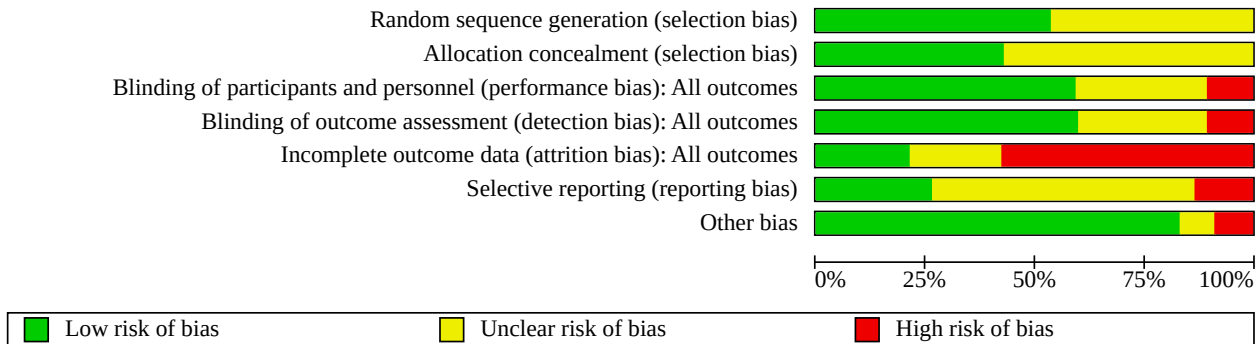 Random sequence generation (selection bias)
Allocation concealment (selection bias)
Blinding of participants and personnel (performance bias): All outcomes
Blinding of outcome assessment (detection bias): All outcomes
Incomplete outcome data (attrition bias): All outcomes
Selective reporting (reporting bias)
Other bias
0% 25% 50% 75% 100%
Low risk of bias Unclear risk of bias High risk of bias